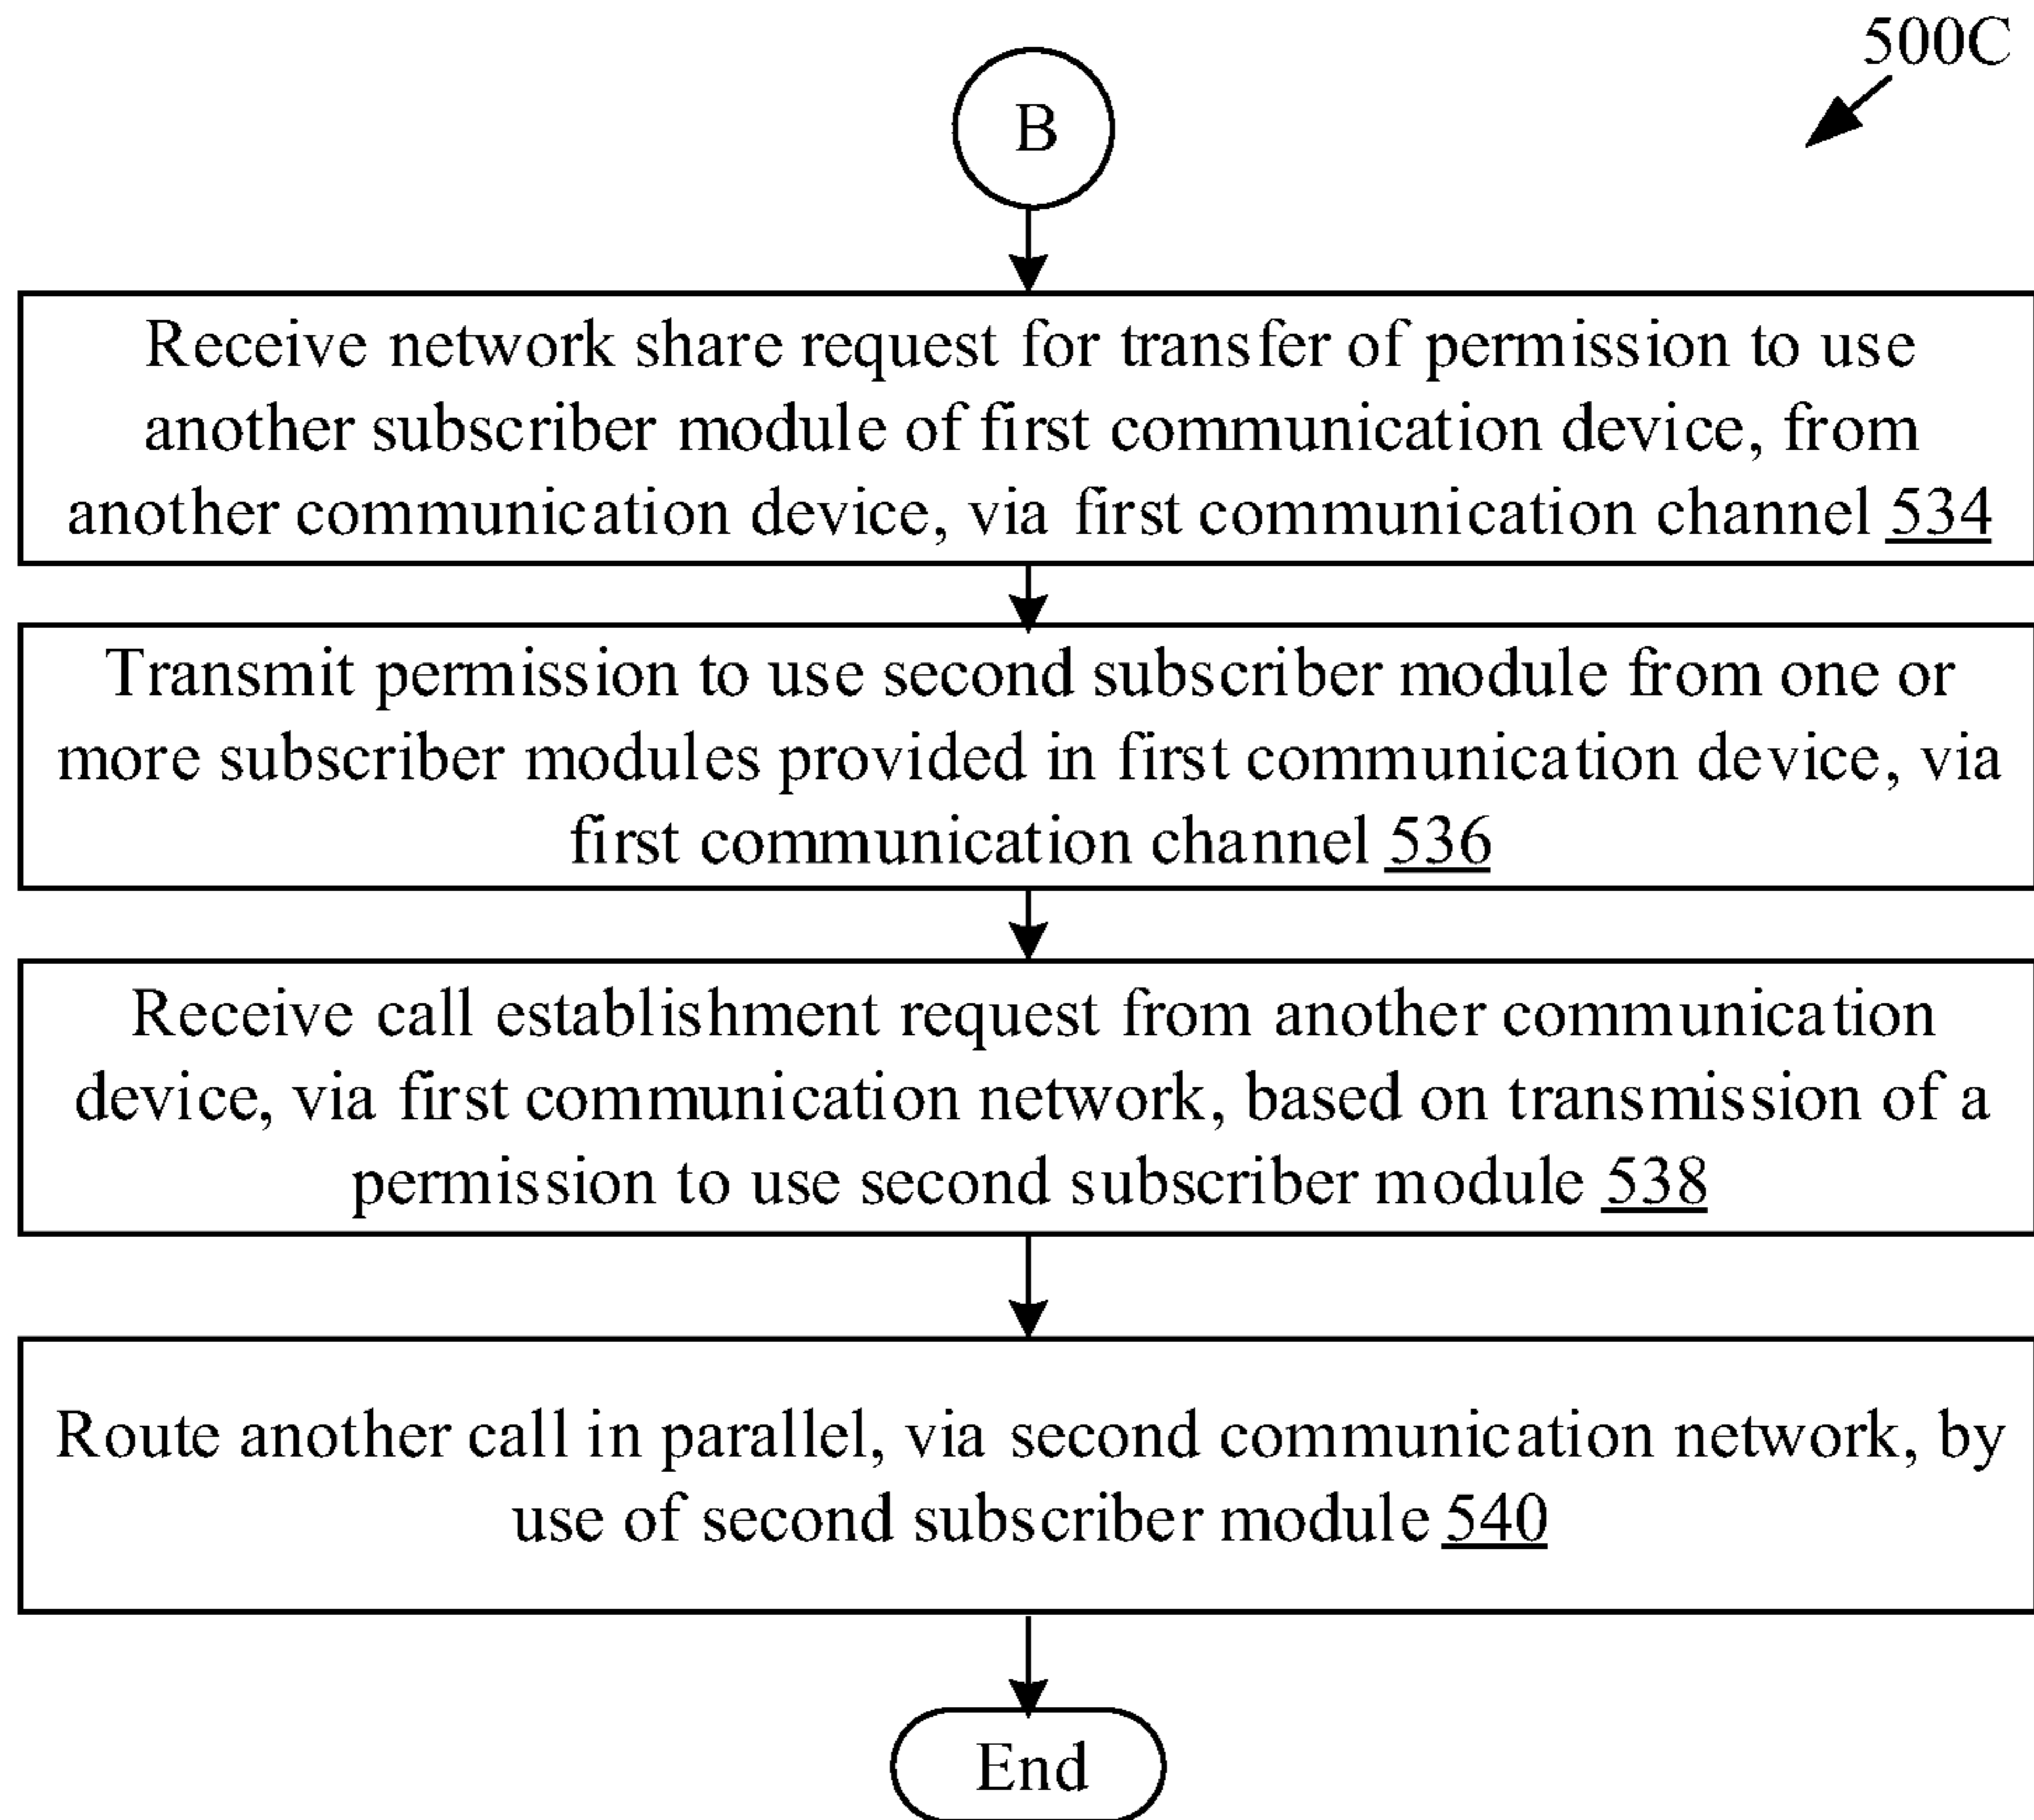 500C
B
Receive network share request for transfer of permission to use
another subscriber module of first communication device, from
another communication device, via first communication channel 534
Transmit permission to use second subscriber module from one or
more subscriber modules provided in first communication device, via
first communication channel 536
Receive call establishment request from another communication
device, via first communication network, based on transmission of a
permission to use second subscriber module 538
Route another call in parallel, via second communication network, by
use of second subscriber module 540
End